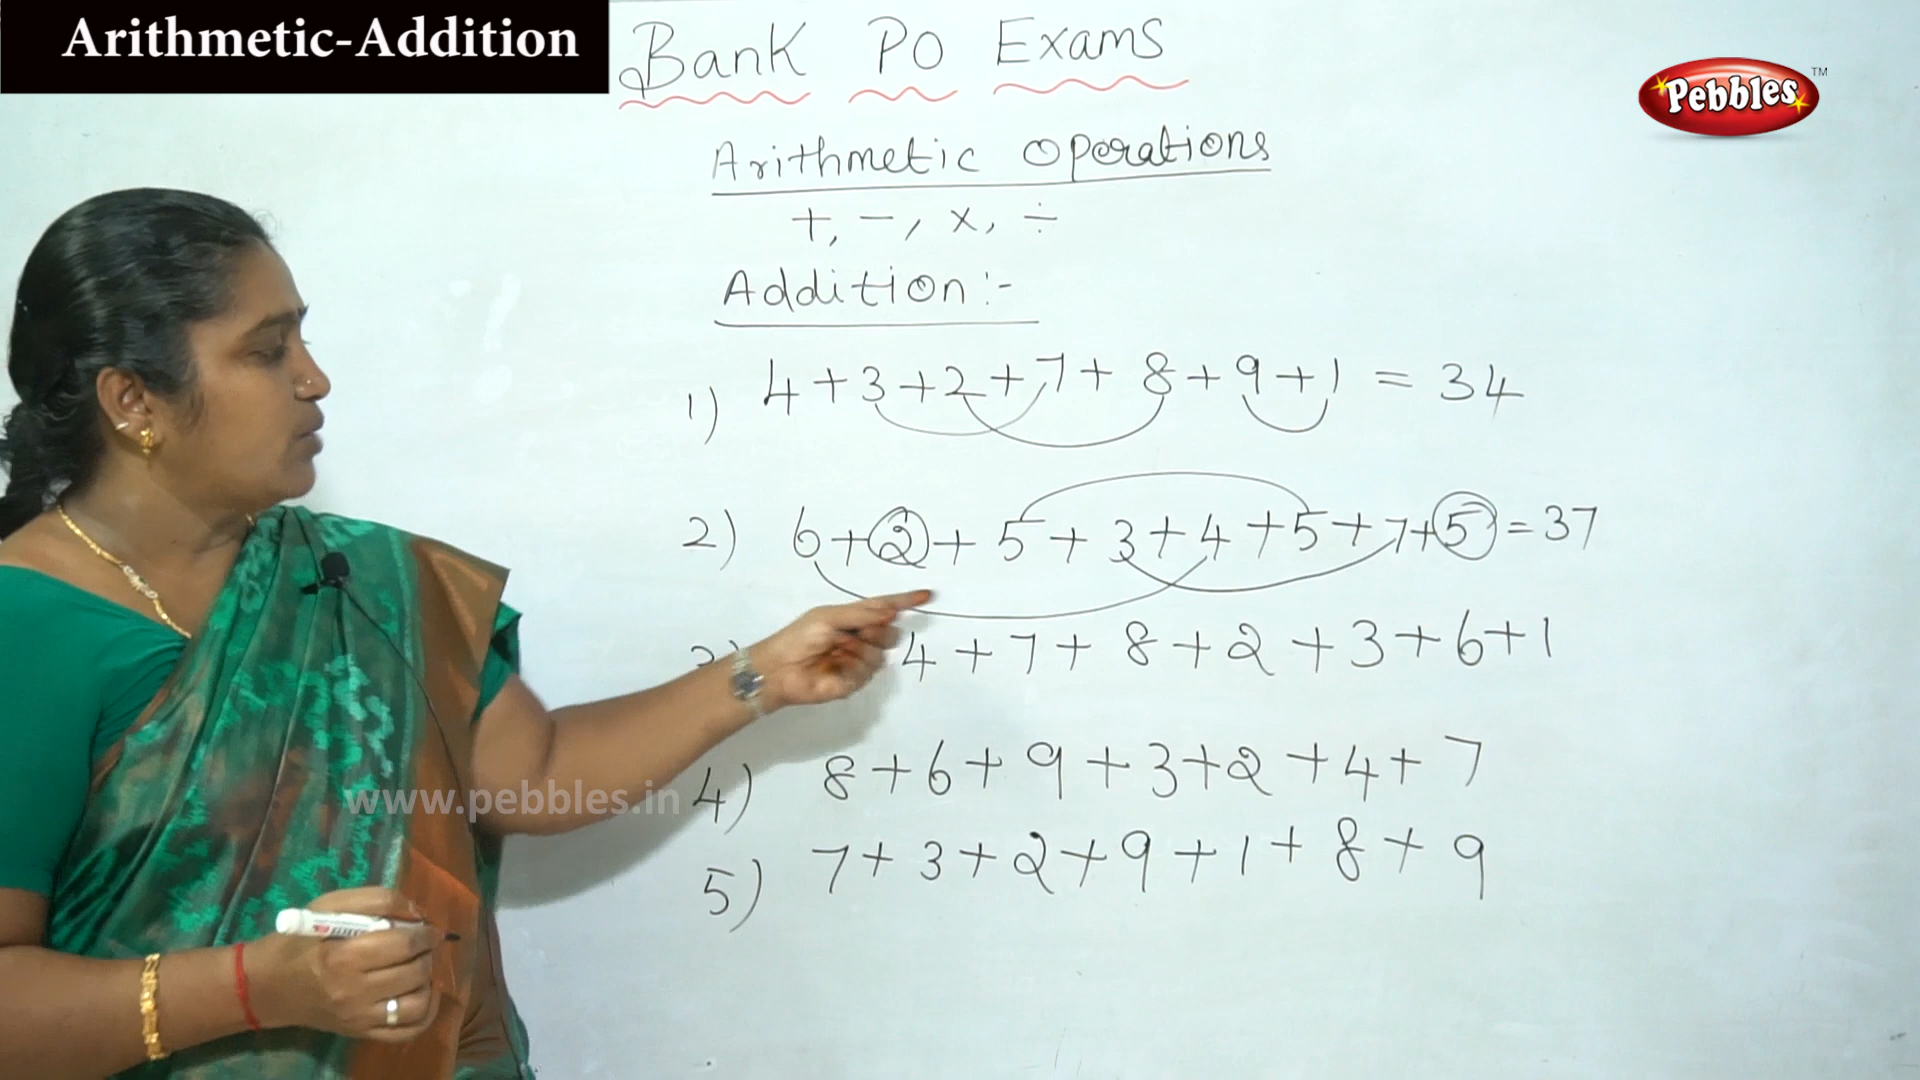 Arithmetic-Addition
Bank PO Exams
Pebbles™
Arithmetic Operations
+, -, x, ÷
Addition:-
1) 4+3+2+7+8+9+1 = 34
2) 6+2+5+3+4+5+7+5=37
4+7+8+2+3+6+1
4) 8+6+9+3+2+4+7
www.pebbles.in
5) 7+3+2+9+1+8+9